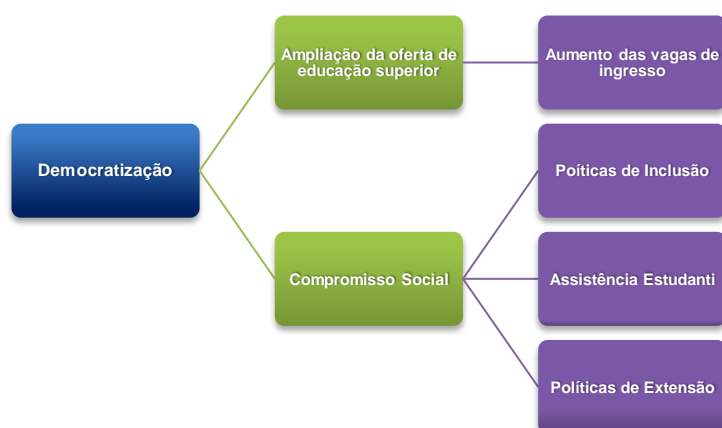 Ampliação da oferta de
educação superior
Aumento das vagas de
ingresso
Democratização
Poíticas de Inclusão
Compromisso Social
Assistência Estudanti
Políticas de Extensão